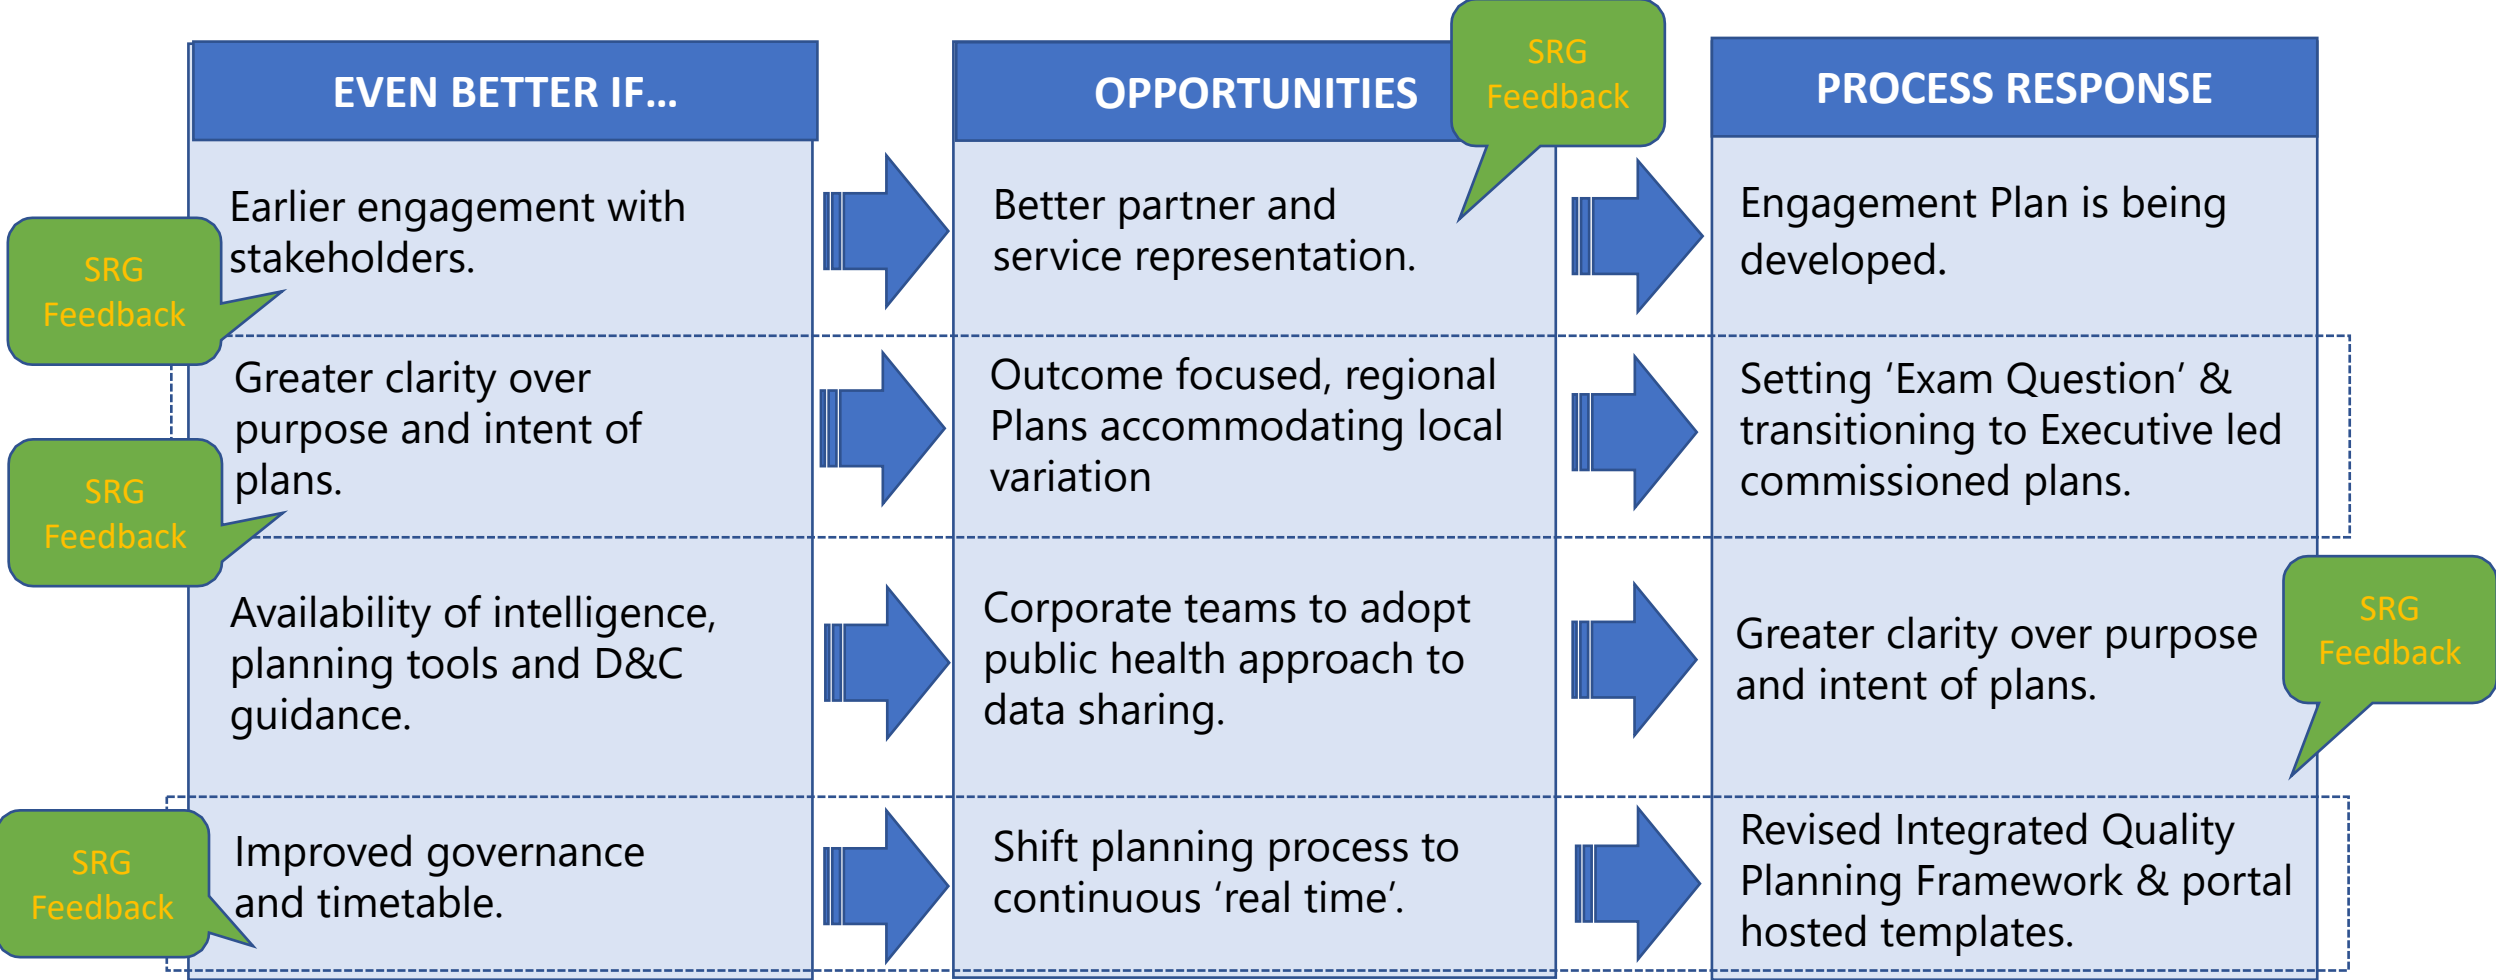 EVEN BETTER IF...
OPPORTUNITIES
SRG
Feedback
PROCESS RESPONSE
Earlier engagement with
stakeholders.
SRG
Feedback
Better partner and
service representation.
Engagement Plan is being
developed.
Greater clarity over
purpose and intent of
plans.
SRG
Feedback
Outcome focused, regional
Plans accommodating local
variation
Setting ‘Exam Question’ &
transitioning to Executive led
commissioned plans.
Availability of intelligence,
planning tools and D&C
guidance.
Corporate teams to adopt
public health approach to
data sharing.
Greater clarity over purpose
and intent of plans.
SRG
Feedback
SRG
Feedback
Improved governance
and timetable.
Shift planning process to
continuous ‘real time’.
Revised Integrated Quality
Planning Framework & portal
hosted templates.